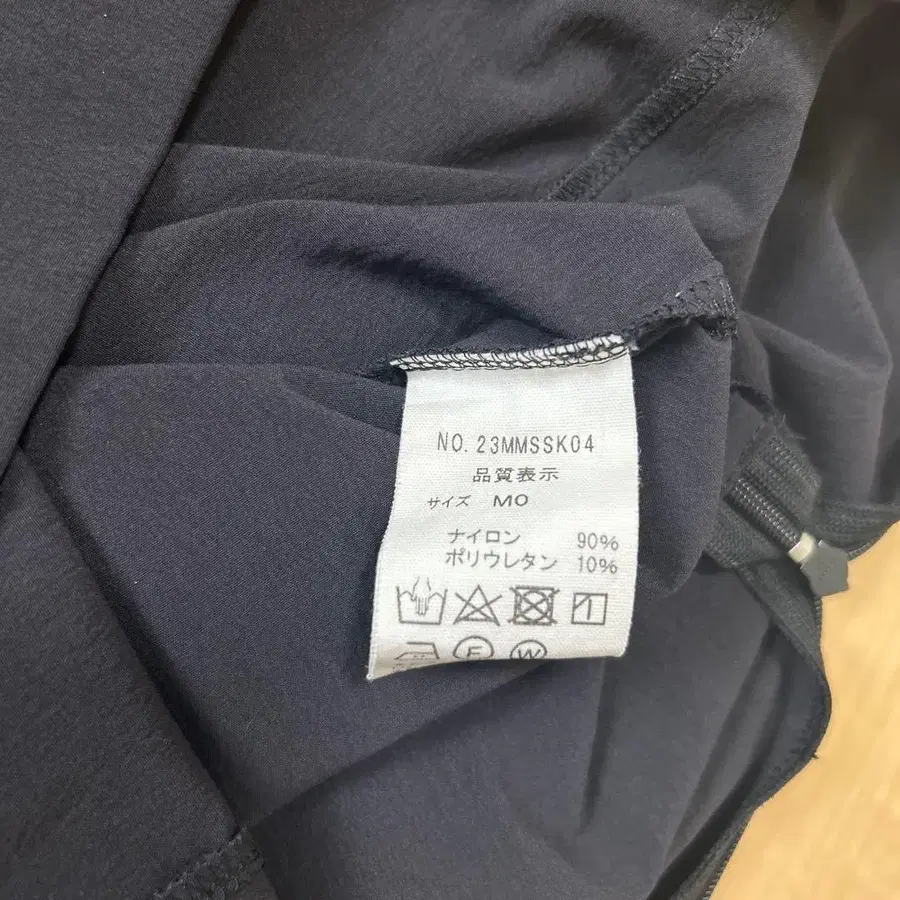 NO. 23MMSSK04
品質表示
サイズ MO
ナイロン 90%
ポリウレタン 10%
F W